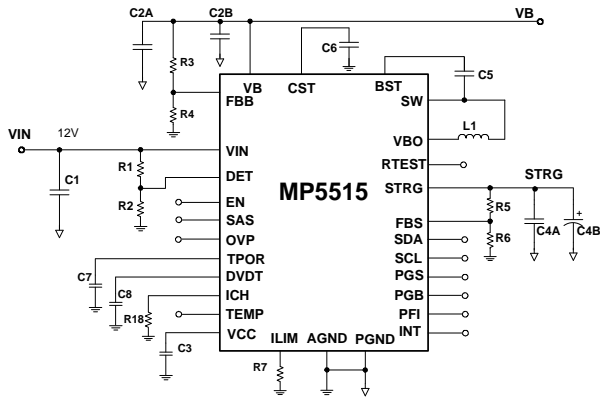 C2A C2B VB
C6
R3 C5
VB CST BST
FBB SW
R4
L1
VIN 12V VBO
VIN
R1 RTEST
DET
C1 MP5515 STRG STRG
R2 EN R5
SAS FBS
OVP SDA R6 C4A + C4B
TPOR SCL
C7 DVDT PGS
C8 ICH PGB
R18 TEMP PFI
VCC INT
C3 ILIM AGND PGND
R7